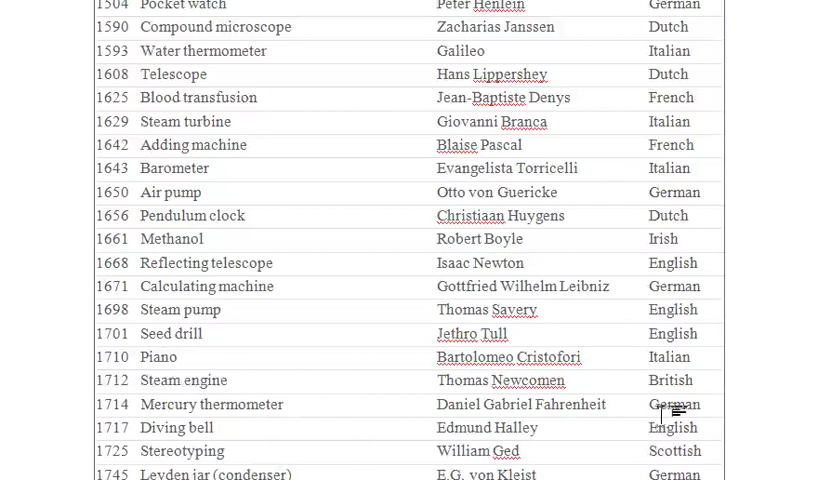 1504 Pocket watch Peter Henlein German
1590 Compound microscope Zacharias Janssen Dutch
1593 Water thermometer Galileo Italian
1608 Telescope Hans Lippershey Dutch
1625 Blood transfusion Jean-Baptiste Denys French
1629 Steam turbine Giovanni Branca Italian
1642 Adding machine Blaise Pascal French
1643 Barometer Evangelista Torricelli Italian
1650 Air pump Otto von Guericke German
1656 Pendulum clock Christiaan Huygens Dutch
1661 Methanol Robert Boyle Irish
1668 Reflecting telescope Isaac Newton English
1671 Calculating machine Gottfried Wilhelm Leibniz German
1698 Steam pump Thomas Savery English
1701 Seed drill Jethro Tull English
1710 Piano Bartolomeo Cristofori Italian
1712 Steam engine Thomas Newcomen British
1714 Mercury thermometer Daniel Gabriel Fahrenheit German
1717 Diving bell Edmund Halley English
1725 Stereotyping William Ged Scottish
1745 Leyden jar (condenser) E.G. von Kleist German